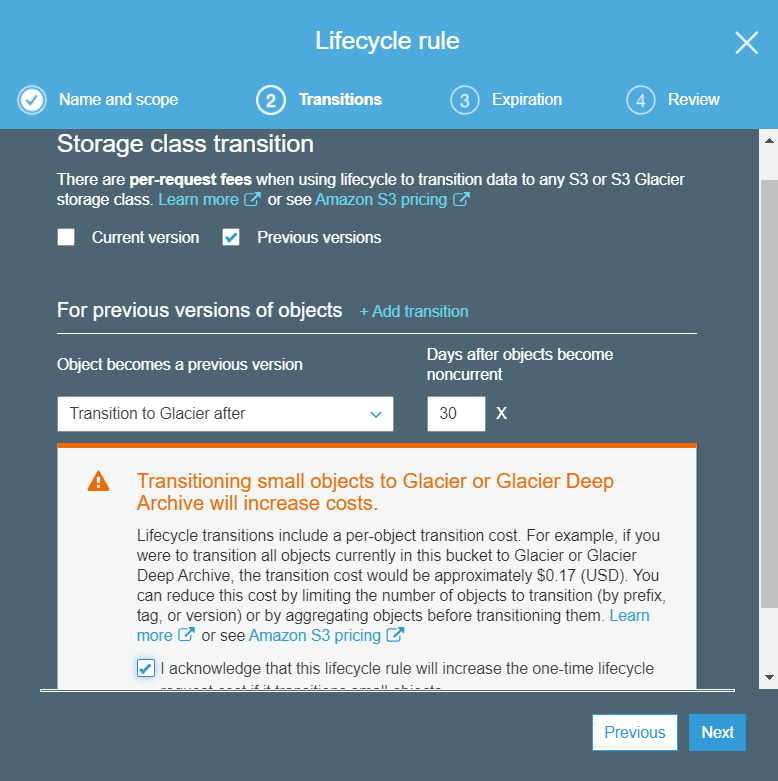 Lifecycle rule
Name and scope
2 Transitions
3 Expiration
4 Review
Storage class transition
There are per-request fees when using lifecycle to transition data to any S3 or S3 Glacier
storage class. Learn more or see Amazon S3 pricing
Current version Previous versions
For previous versions of objects + Add transition
Object becomes a previous version
Days after objects become
noncurrent
Transition to Glacier after
30 X
Transitioning small objects to Glacier or Glacier Deep
Archive will increase costs.
Lifecycle transitions include a per-object transition cost. For example, if you
were to transition all objects currently in this bucket to Glacier or Glacier
Deep Archive, the transition cost would be approximately $0.17 (USD). You
can reduce this cost by limiting the number of objects to transition (by prefix,
tag, or version) or by aggregating objects before transitioning them. Learn
more or see Amazon S3 pricing
I acknowledge that this lifecycle rule will increase the one-time lifecycle
Previous Next